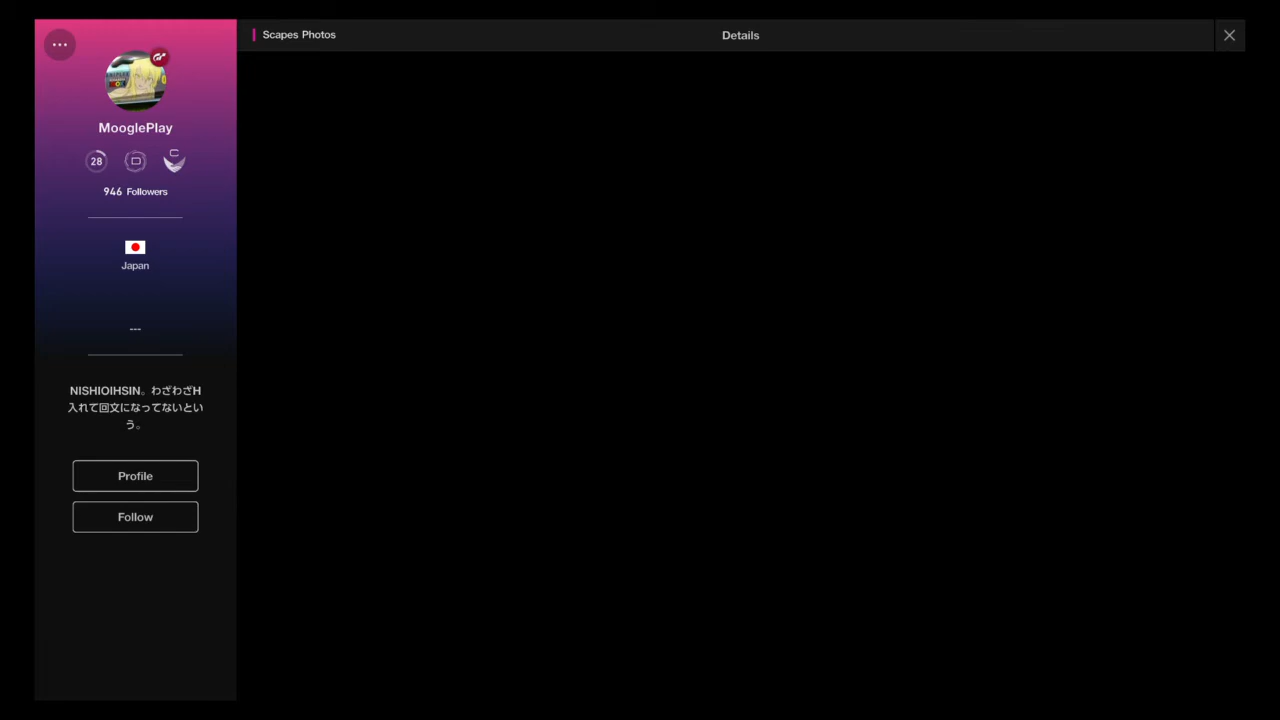 Scapes Photos
Details
MooglePlay
28
D
C
946 Followers
Japan
---
NISHIOIHSIN。わざわざH
入れて回文になってないとい
う。
Profile
Follow